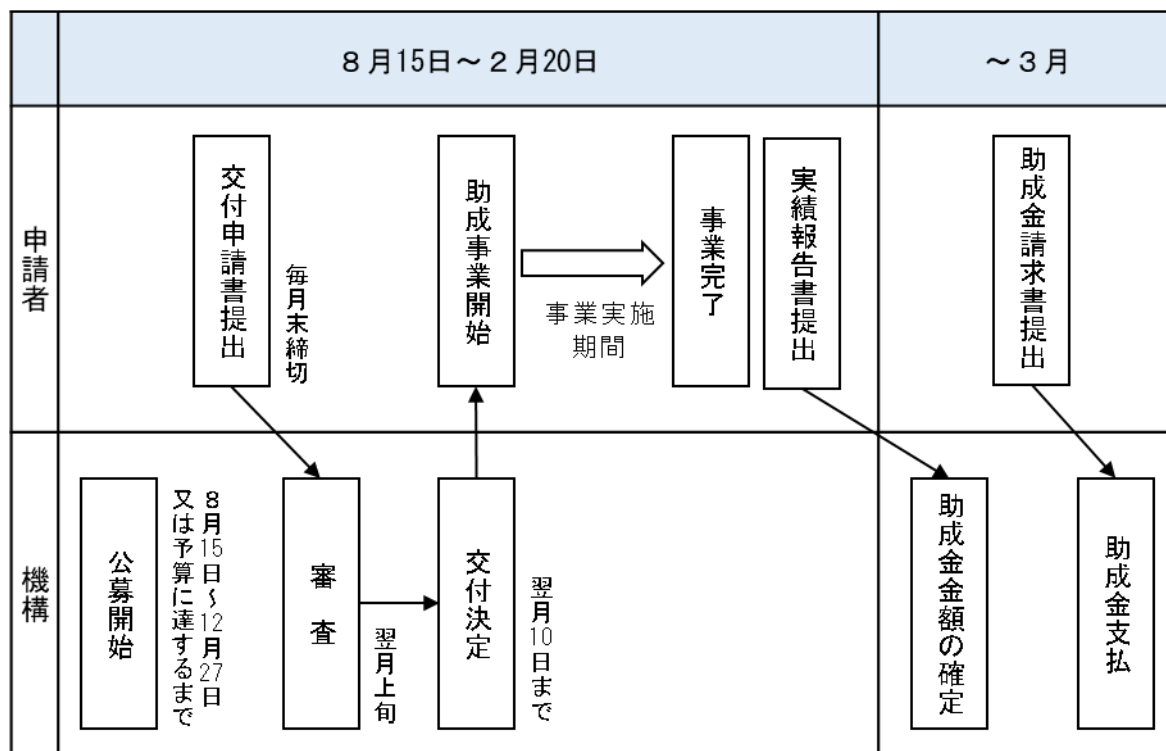 ８月15日～２月20日
～３月
申請者
交付申請書提出
毎月末締切
助成事業開始
事業実施
期間
事業完了
実績報告書提出
助成金請求書提出
機構
公募開始
８月15日～12月27日
又は予算に達するまで
審　査
翌月上旬
交付決定
翌月10日まで
助成金金額の確定
助成金支払